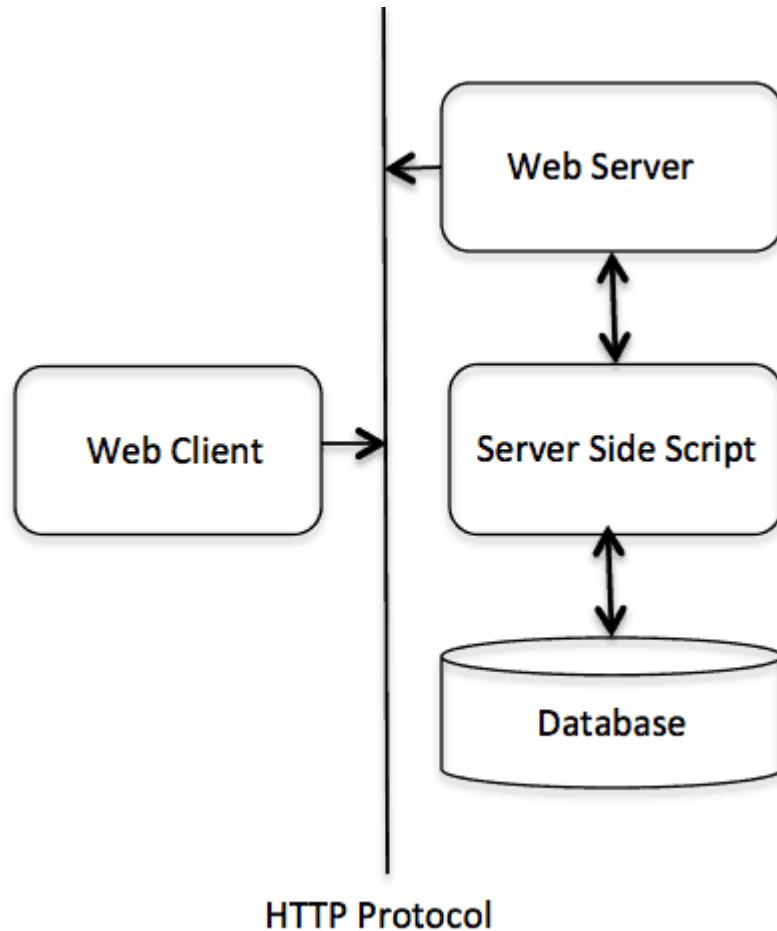 Web Server
Web Client
Server Side Script
Database
HTTP Protocol